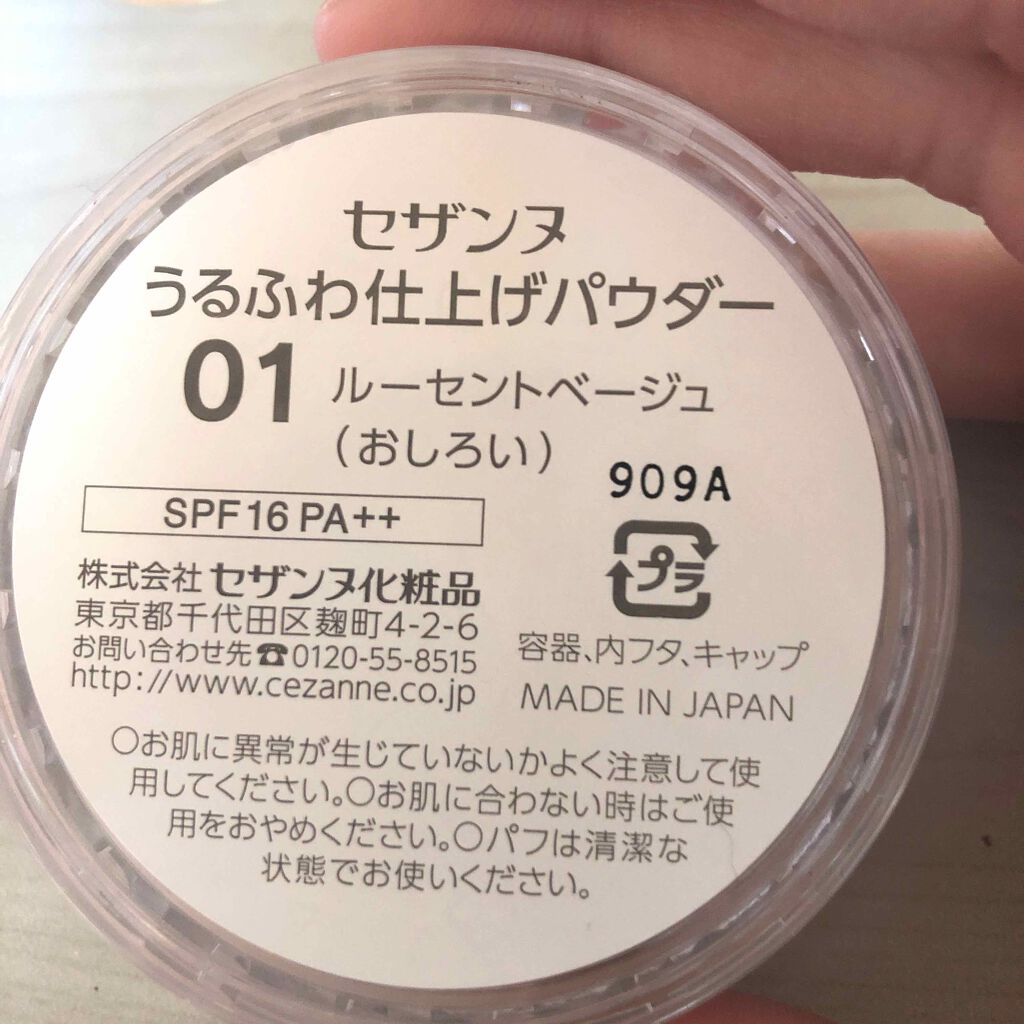 セザンヌ
うるふわ仕上げパウダー
01 ルーセントベージュ
(おしろい)
SPF16 PA++
909A
プラ
株式会社 セザンヌ化粧品
東京都千代田区麹町4-2-6
お問い合わせ先☎0120-55-8515
http://www.cezanne.co.jp
容器、内フタ、キャップ
MADE IN JAPAN
○お肌に異常が生じていないかよく注意して使
用してください。○お肌に合わない時はご使
用をおやめください。○パフは清潔な
状態でお使いください。